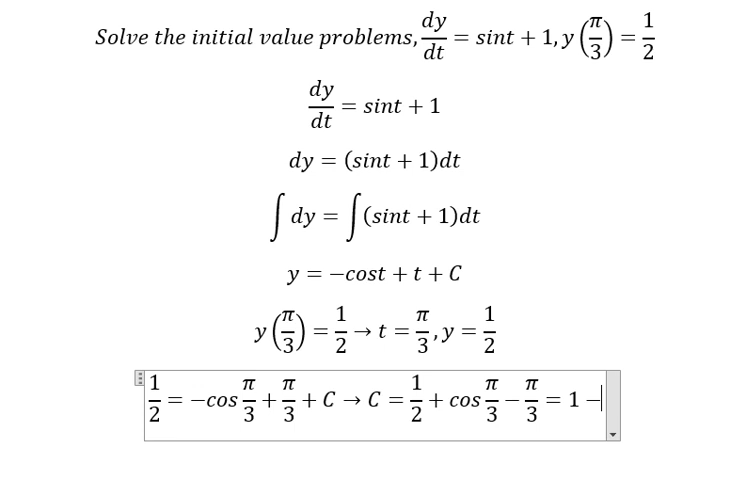 Solve the initial value problems, dy/dt = sint + 1, y(π/3) = 1/2
dy/dt = sint + 1
dy = (sint + 1)dt
∫ dy = ∫(sint + 1)dt
y = −cost + t + C
y(π/3) = 1/2 → t = π/3, y = 1/2
1/2 = −cos π/3 + π/3 + C → C = 1/2 + cos π/3 − π/3 = 1 −